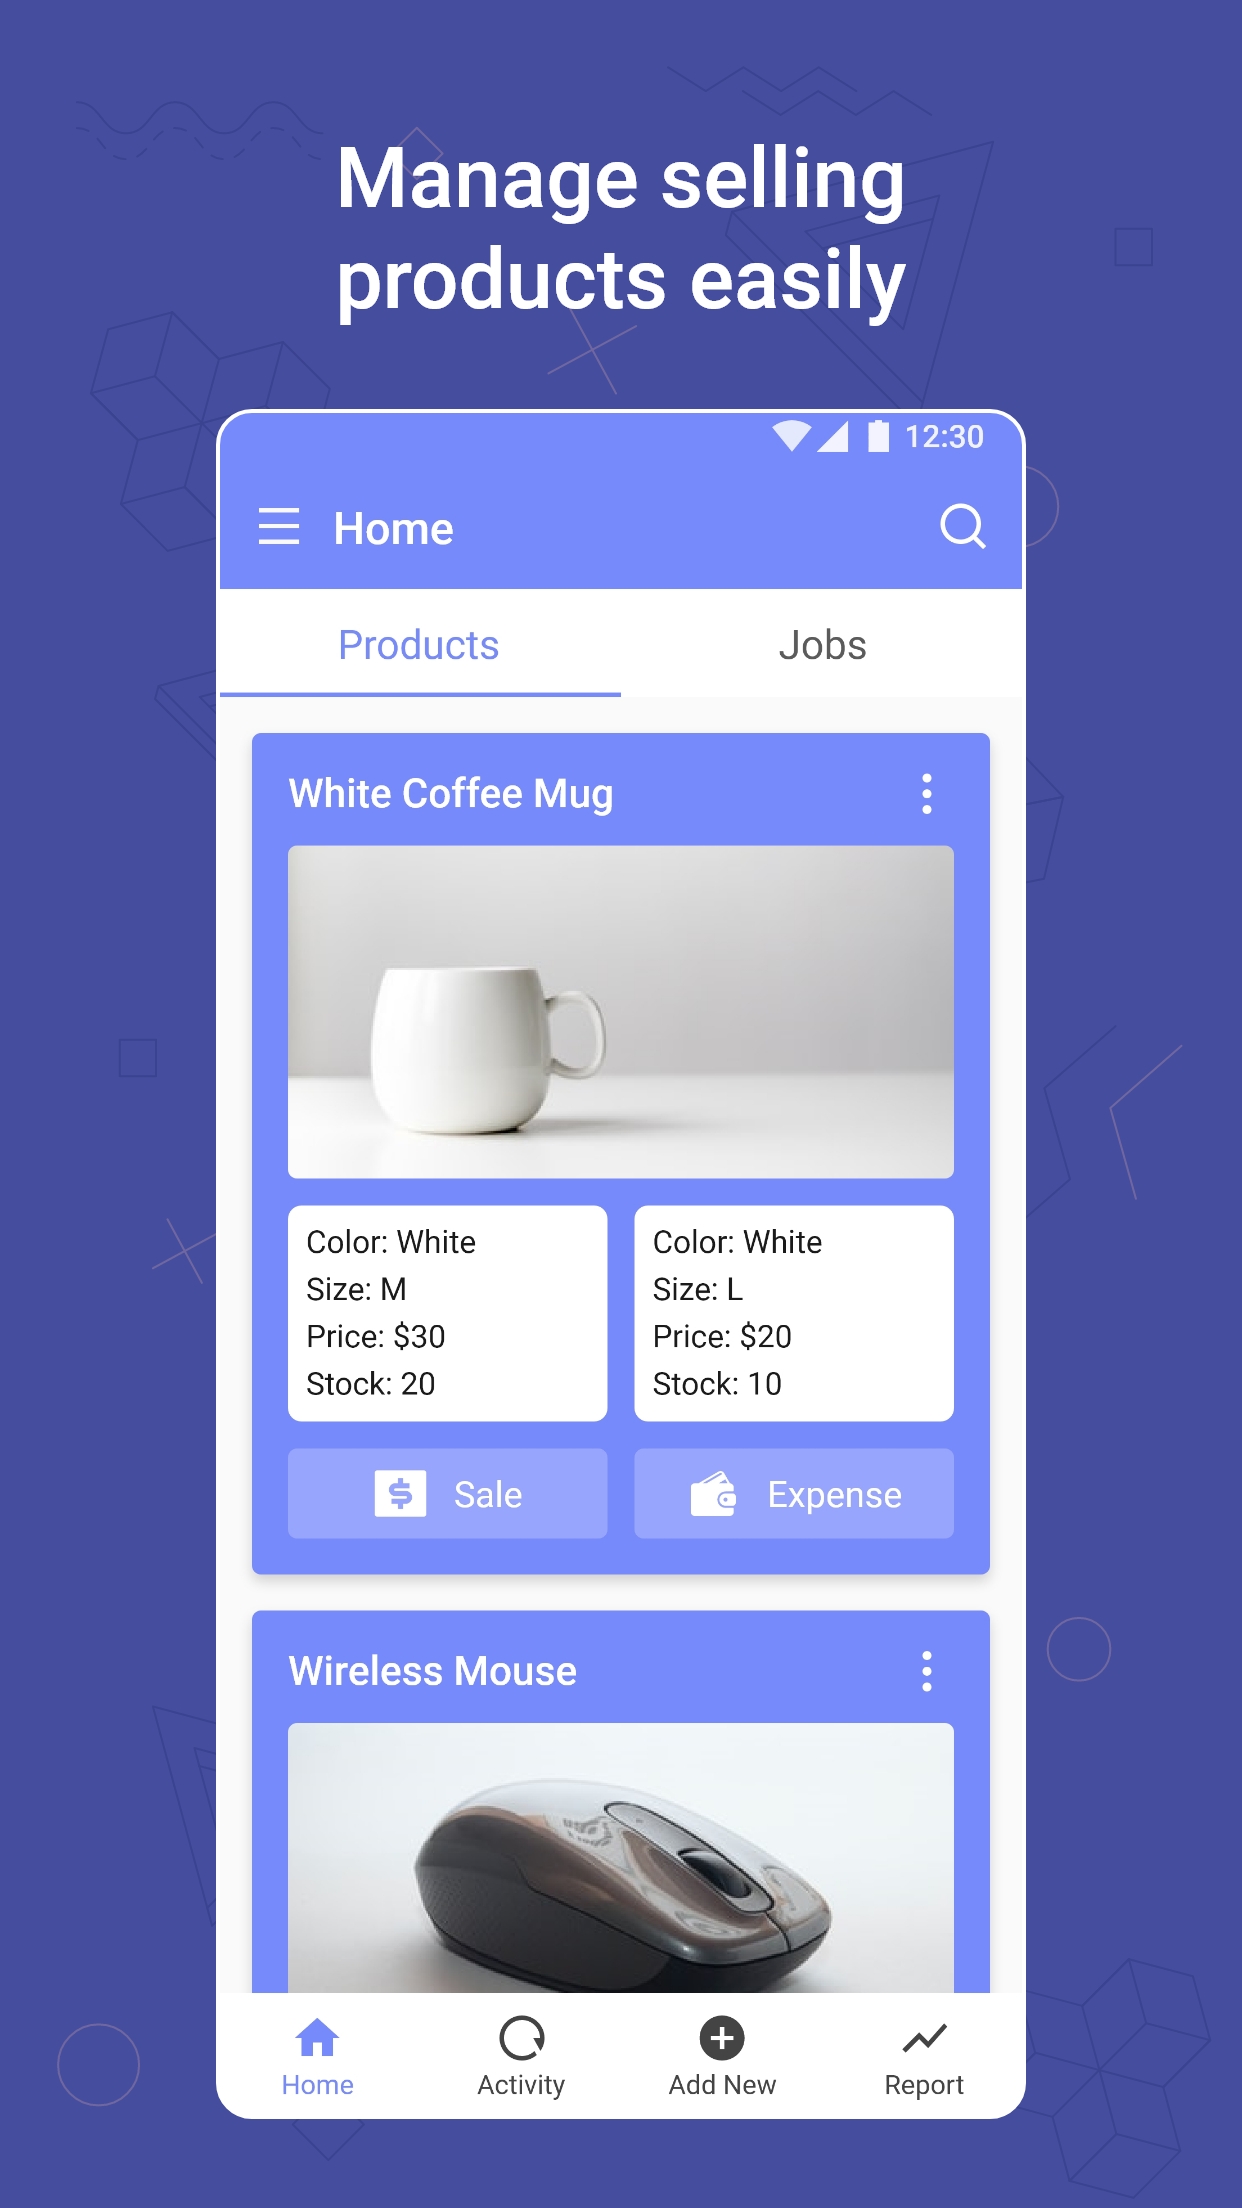 Manage selling
products easily
12:30
Home
Products Jobs
White Coffee Mug
Color: White
Size: M
Price: $30
Stock: 20
Color: White
Size: L
Price: $20
Stock: 10
Sale
Expense
Wireless Mouse
Home Activity Add New Report